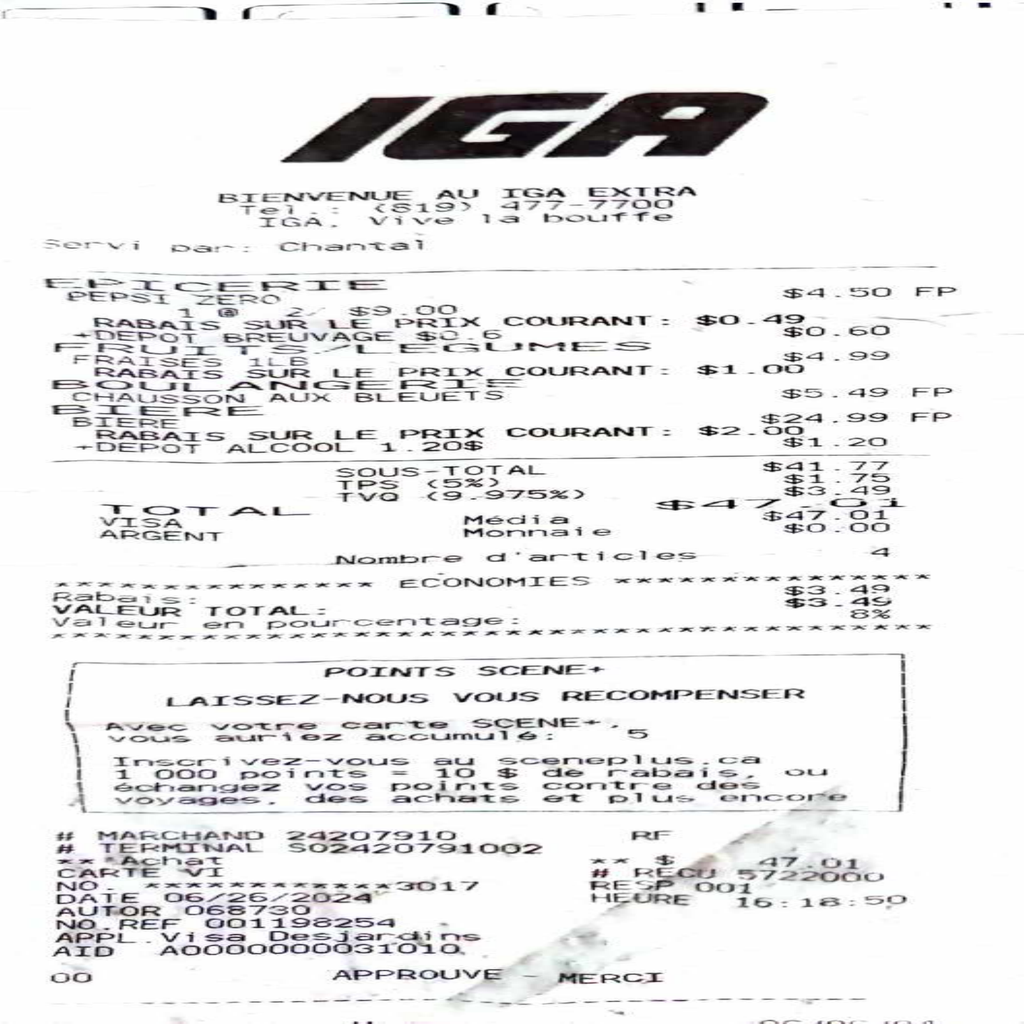 IGA
BIENVENUE AU IGA EXTRA
Tel.: (819) 477-7700
IGA, Vive la bouffe
Servi par: Chantal
EPICERIE
PEPSI ZERO $4.50 FP
1 @ 2/ $9.00
RABAIS SUR LE PRIX COURANT: $0.49
+DEPOT BREUVAGE $0.6 $0.60
FRUITS/LEGUMES
FRAISES 1LB $4.99
RABAIS SUR LE PRIX COURANT: $1.00
BOULANGERIE
CHAUSSON AUX BLEUETS $5.49 FP
BIERE
BIERE $24.99 FP
RABAIS SUR LE PRIX COURANT: $2.00
+DEPOT ALCOOL 1.20$ $1.20
SOUS-TOTAL $41.77
TPS (5%) $1.75
TVQ (9.975%) $3.49
TOTAL $47.01
VISA Média $47.01
ARGENT Monnaie $0.00
Nombre d'articles 4
*************** ECONOMIES ***************
Rabais: $3.49
VALEUR TOTAL: $3.49
Valeur en pourcentage: 8%
*****************************************
POINTS SCENE+
LAISSEZ-NOUS VOUS RECOMPENSER
Avec votre carte SCENE+,
vous auriez accumulé: 5
Inscrivez-vous au sceneplus.ca
1 000 points = 10 $ de rabais, ou
échangez vos points contre des
voyages, des achats et plus encore
# MARCHAND 24207910 RF
# TERMINAL S02420791002
** Achat ** $ 47.01
CARTE VI # RECU 5722000
NO. ************3017 RESP 001
DATE 06/26/2024 HEURE 16:18:50
AUTOR 068730
NO.REF 001198254
APPL.Visa Desjardins
AID A0000000031010
00 APPROUVE - MERCI